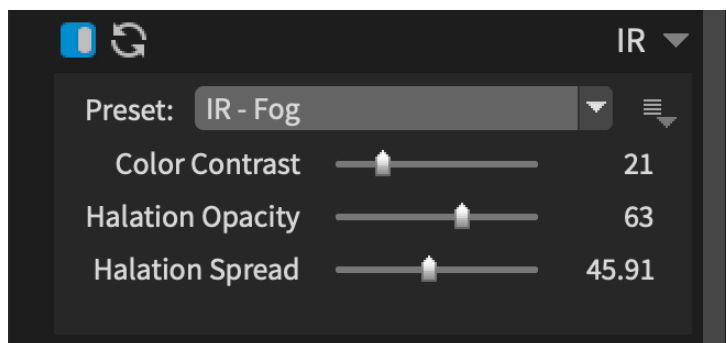 IR
Preset: IR - Fog
Color Contrast 21
Halation Opacity 63
Halation Spread 45.91